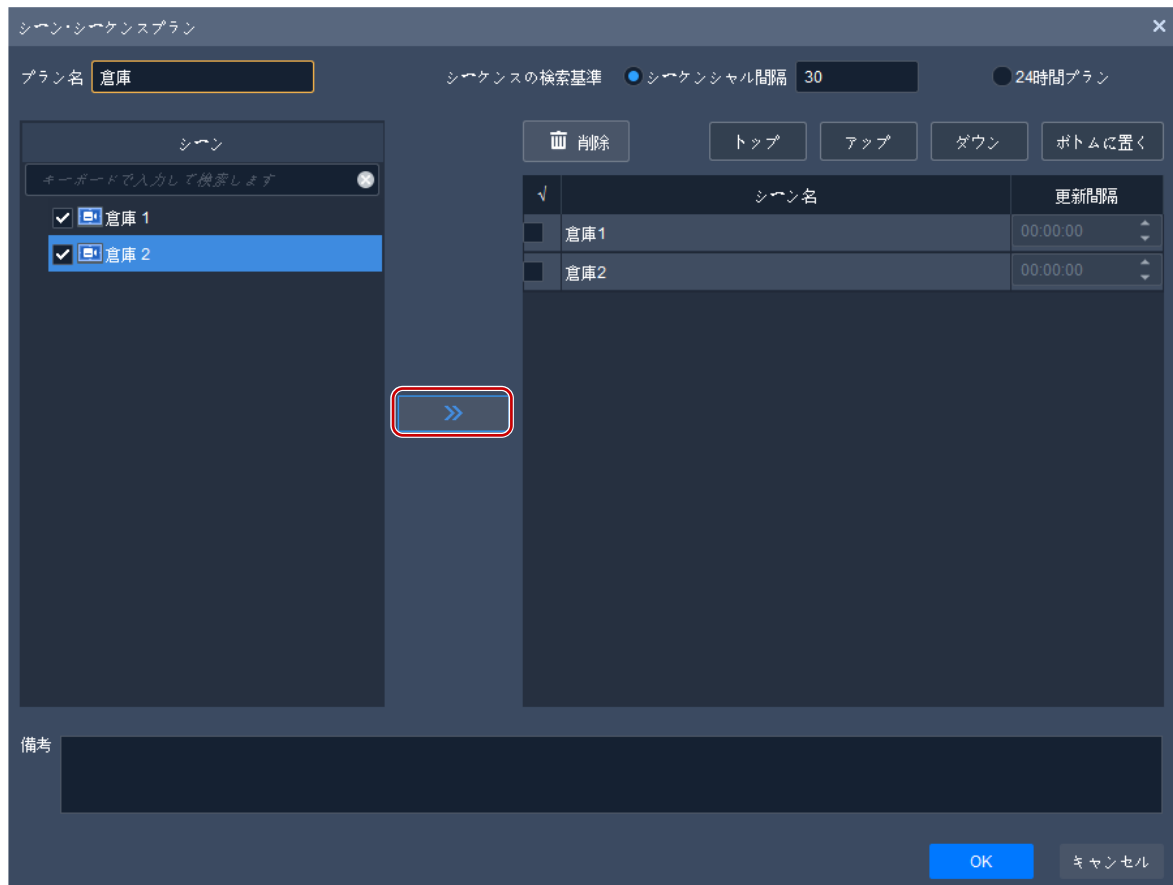 シーン・シーケンスプラン
プラン名 倉庫 シーケンスの検索基準 シーケンシャル間隔 30 24時間プラン
シーン
キーボードで入力して検索します
倉庫 1
倉庫 2
削除 トップ アップ ダウン ボトムに置く
√ シーン名 更新間隔
倉庫1 00:00:00
倉庫2 00:00:00
備考
OK キャンセル